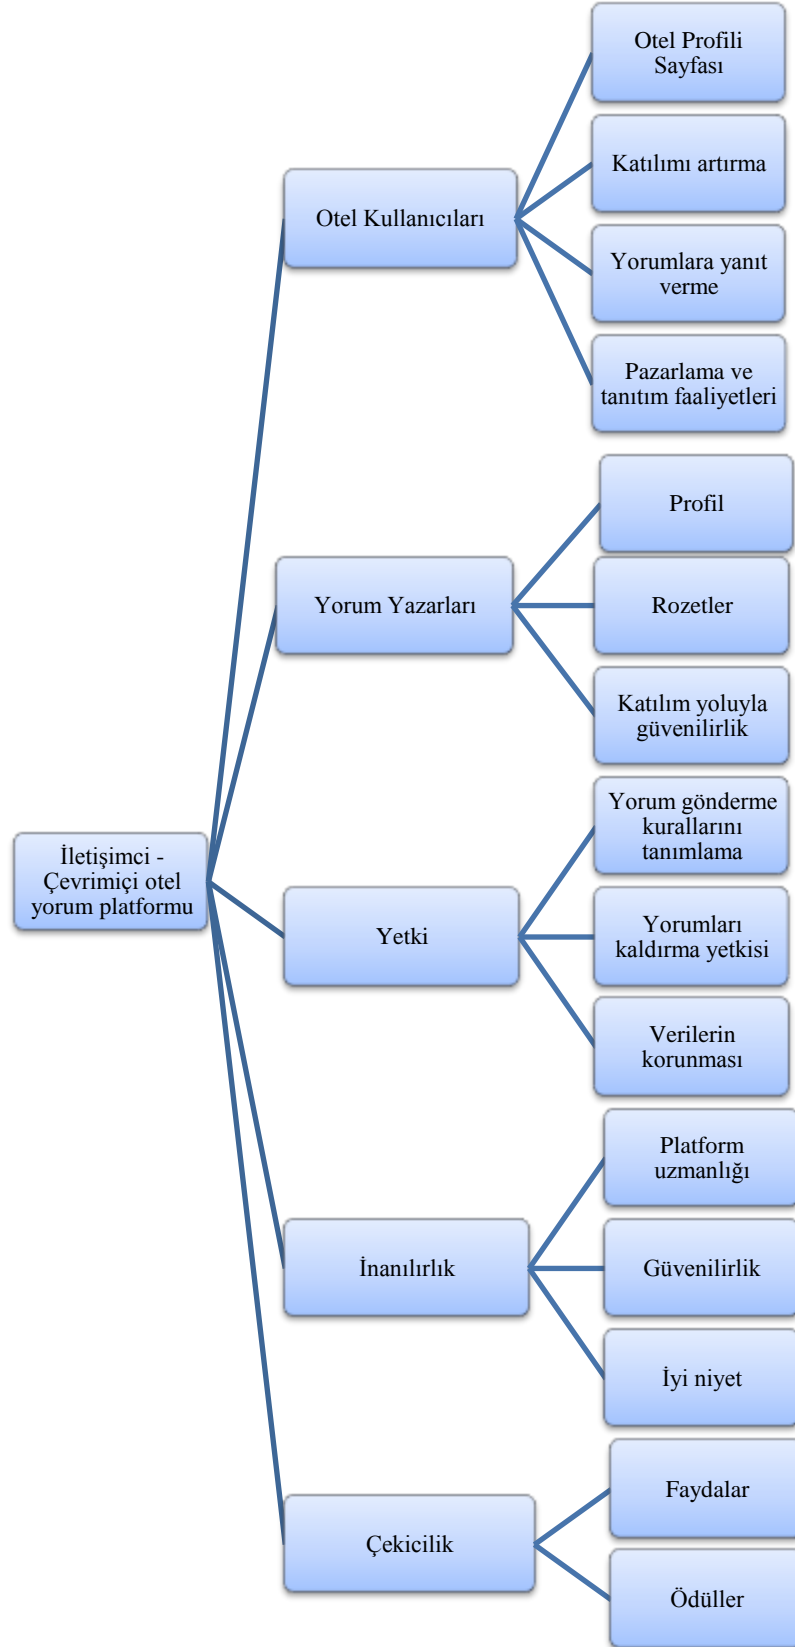 Otel Profili
Sayfası
Katılımı artırma
Otel Kullanıcıları
Yorumlara yanıt
verme
Pazarlama ve
tanıtım faaliyetleri
Profil
Yorum Yazarları
Rozetler
Katılım yoluyla
güvenilirlik
Yorum gönderme
kurallarını
tanımlama
İletişimci -
Çevrimiçi otel
yorum platformu
Yetki
Yorumları
kaldırma yetkisi
Verilerin
korunması
Platform
uzmanlığı
İnanılırlık
Güvenilirlik
İyi niyet
Faydalar
Çekicilik
Ödüller